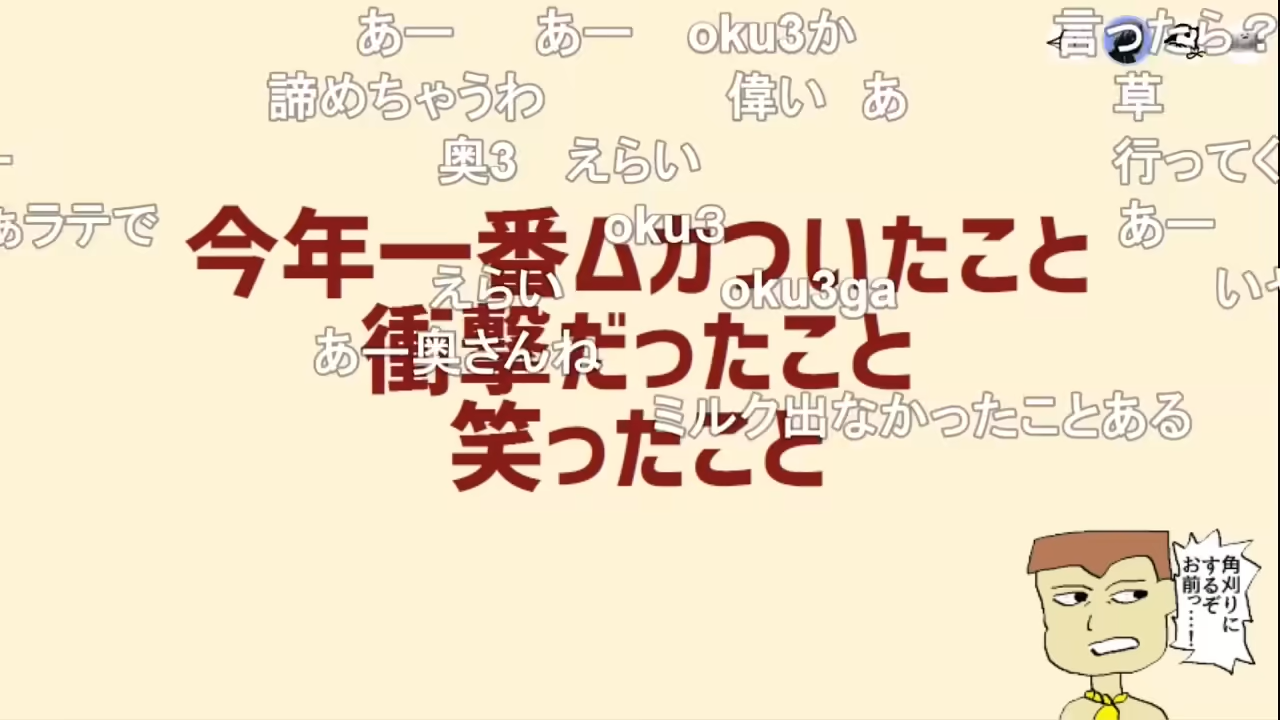 あー あー oku3か 言ったら？
諦めちゃうわ 偉い あ 草
ー 奥3 えらい 行ってく
ぁラテで oku3 あー
今年一番ムカついたこと
えらい oku3ga いや
衝撃だったこと
あー奥さんね
ミルク出なかったことある
笑ったこと
角刈りに
するぞ
お前っ…！